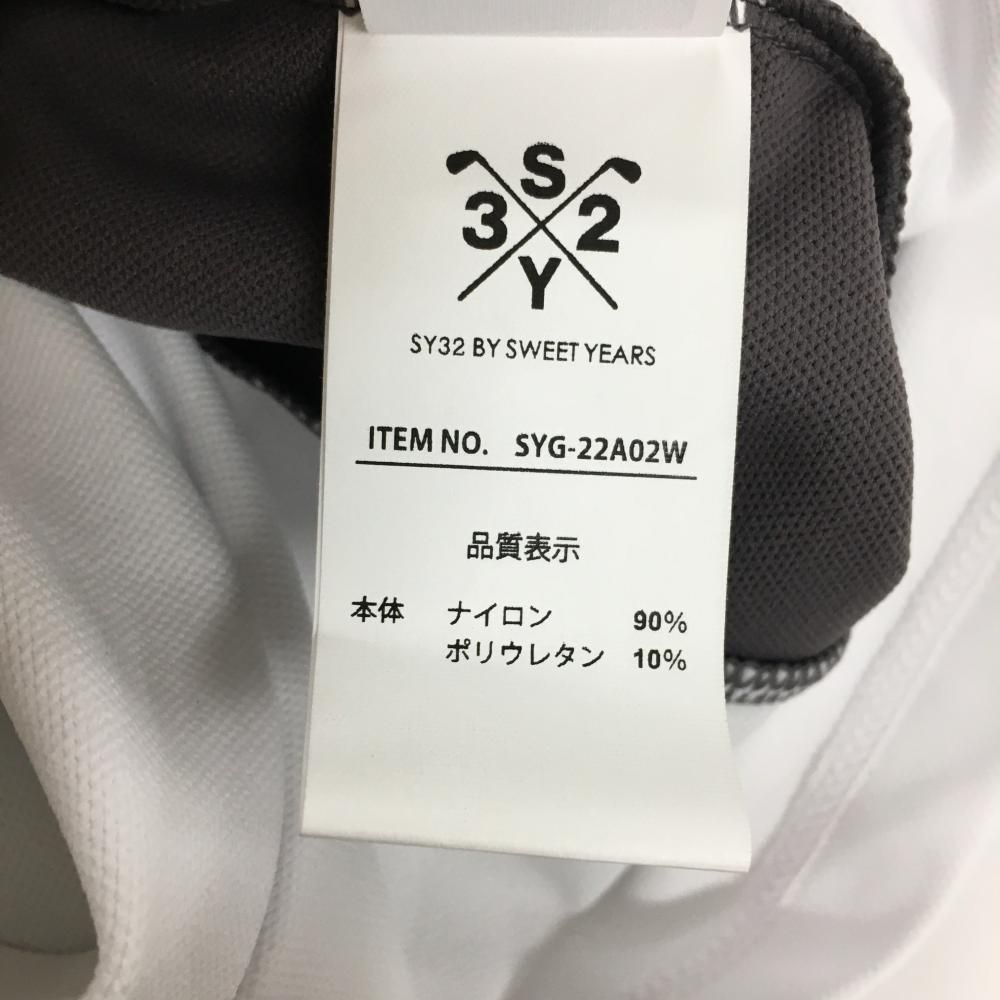 S
3 2
Y
SY32 BY SWEET YEARS
ITEM NO. SYG-22A02W
品質表示
本体 ナイロン 90%
ポリウレタン 10%